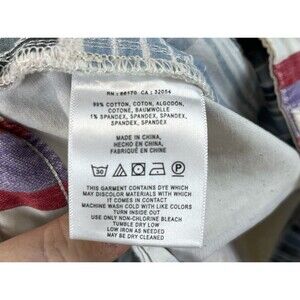 RN: 66170 CA: 32054
99% COTTON, COTON, ALGODÓN,
COTONE, BAUMWOLLE
1% SPANDEX, SPANDEX, SPANDEX,
SPANDEX, SPANDEX
MADE IN CHINA,
HECHO EN CHINA,
FABRIQUÉ EN CHINE
30 P
THIS GARMENT CONTAINS DYE WHICH
MAY DISCOLOR MATERIALS WITH WHICH
IT COMES IN CONTACT
MACHINE WASH COLD WITH LIKE COLORS
TURN INSIDE OUT
USE ONLY NON-CHLORINE BLEACH
TUMBLE DRY LOW
LOW IRON AS NEEDED
MAY BE DRY CLEANED